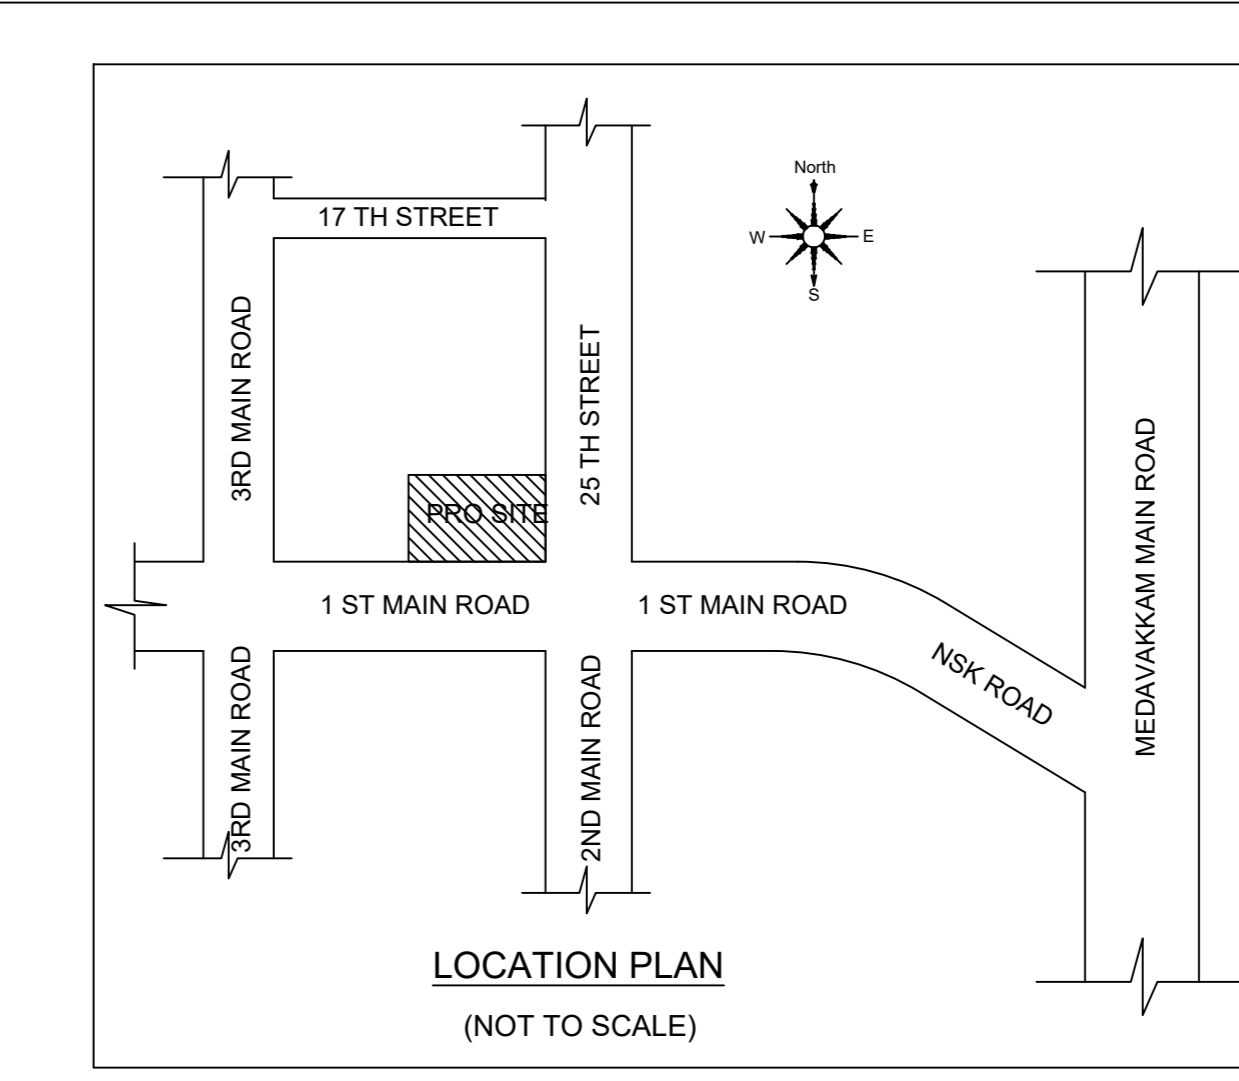 North
17 TH STREET
W
E
S
3RD MAIN ROAD
25 TH STREET
MEDAVAKKAM MAIN ROAD
PRO SITE
1 ST MAIN ROAD
1 ST MAIN ROAD
NSK ROAD
3RD MAIN ROAD
2ND MAIN ROAD
LOCATION PLAN
(NOT TO SCALE)